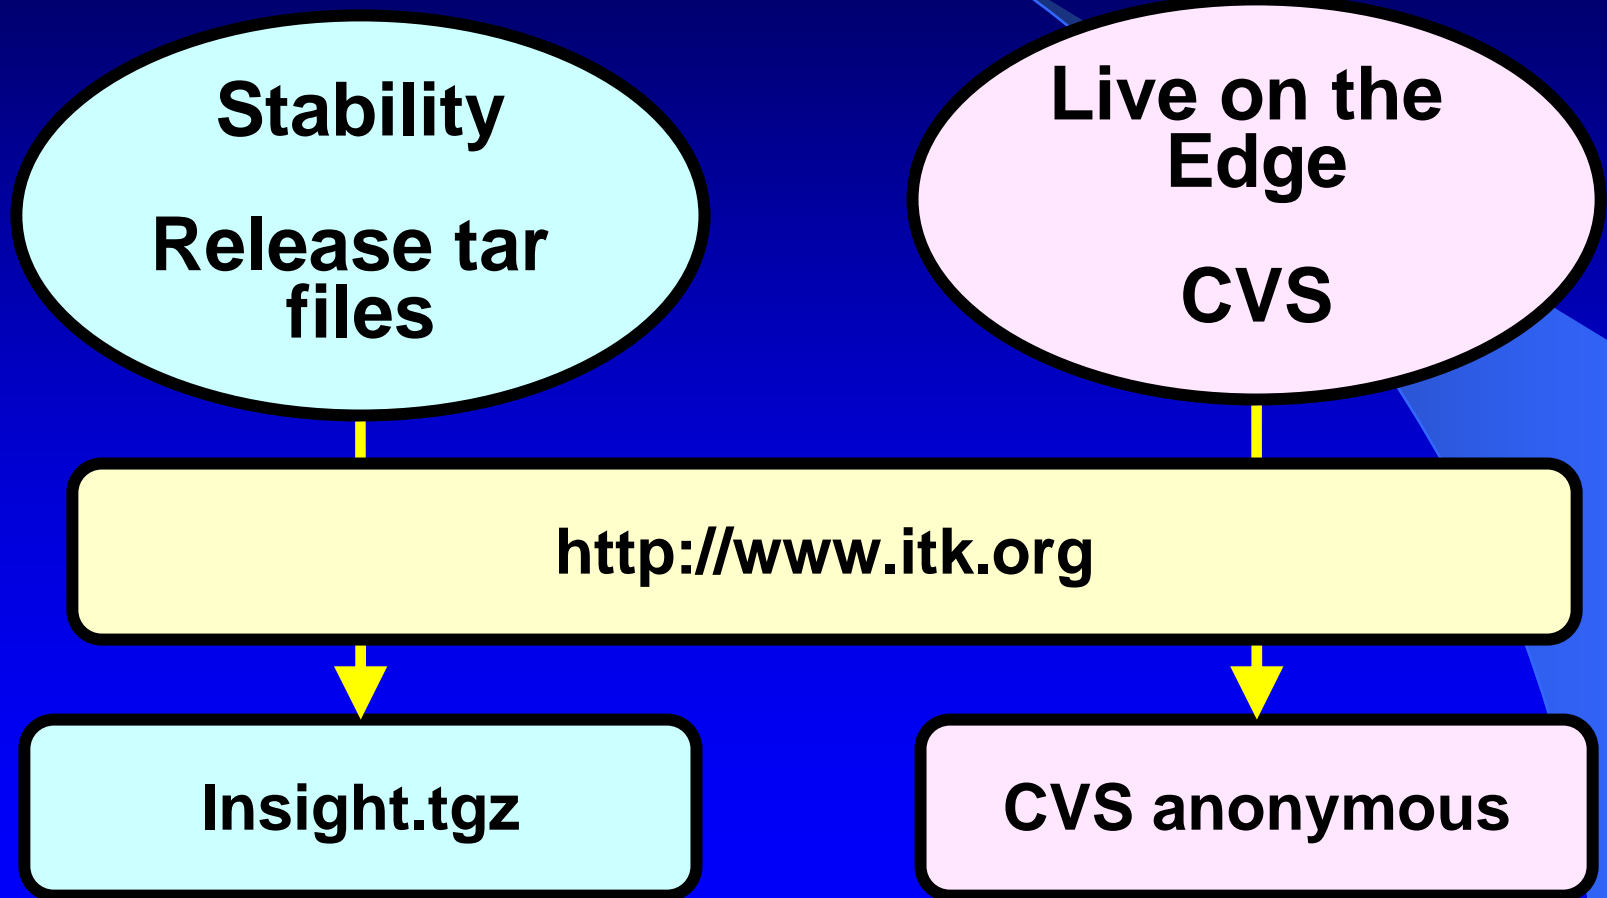 Stability
Release tar
files
Live on the
Edge
CVS
http://www.itk.org
Insight.tgz
CVS anonymous